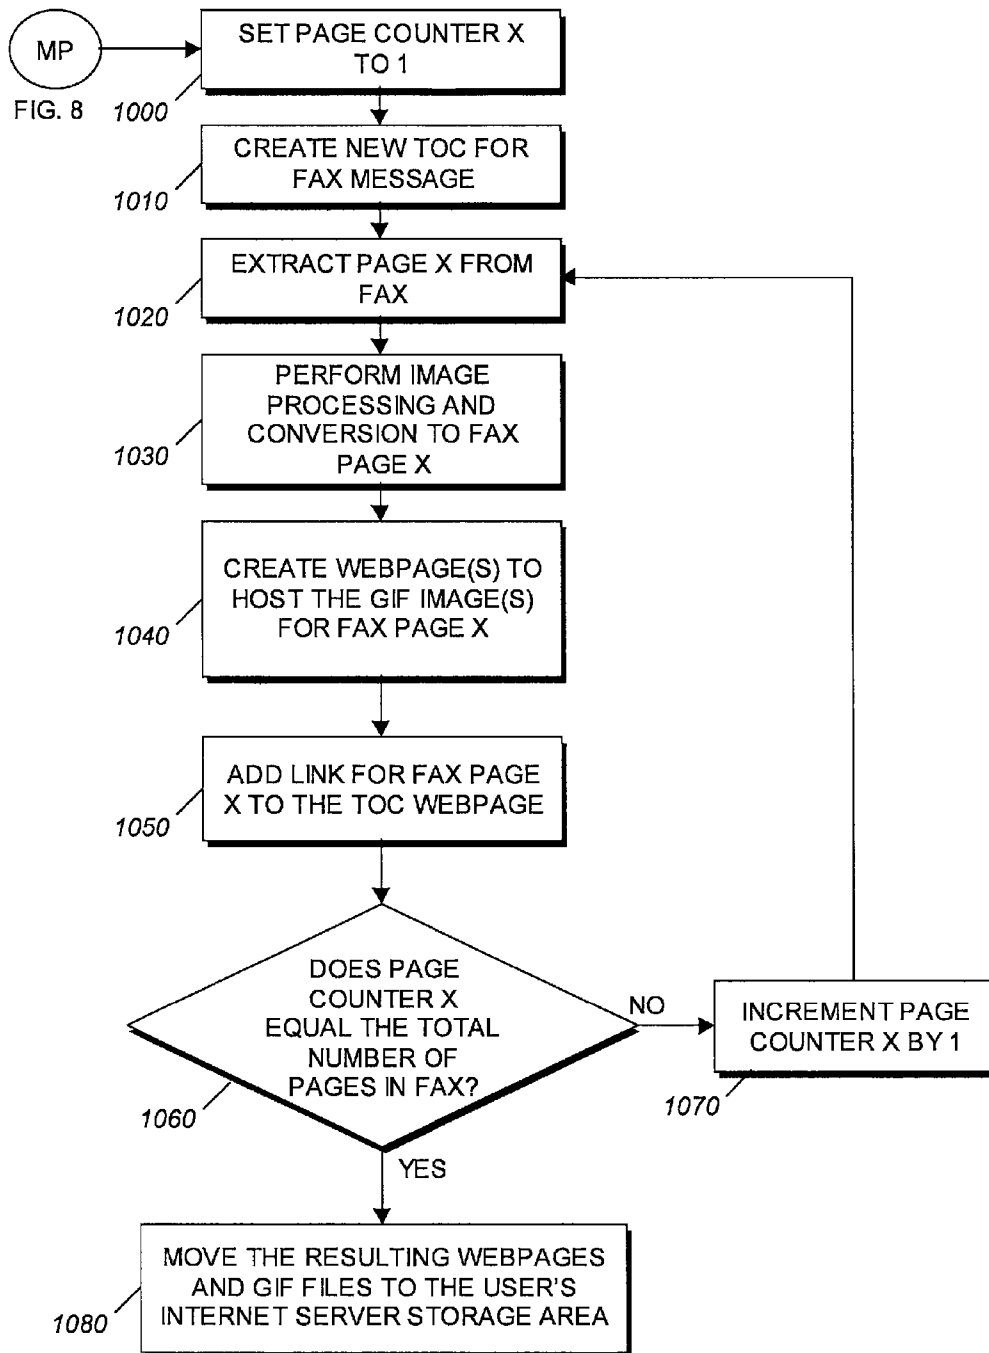 MP
FIG. 8
SET PAGE COUNTER X
TO 1
1000
CREATE NEW TOC FOR
FAX MESSAGE
1010
EXTRACT PAGE X FROM
FAX
1020
PERFORM IMAGE
PROCESSING AND
CONVERSION TO FAX
PAGE X
1030
CREATE WEBPAGE(S) TO
HOST THE GIF IMAGE(S)
FOR FAX PAGE X
1040
ADD LINK FOR FAX PAGE
X TO THE TOC WEBPAGE
1050
DOES PAGE
COUNTER X
EQUAL THE TOTAL
NUMBER OF
PAGES IN FAX?
1060
NO
INCREMENT PAGE
COUNTER X BY 1
1070
YES
MOVE THE RESULTING WEBPAGES
AND GIF FILES TO THE USER'S
INTERNET SERVER STORAGE AREA
1080